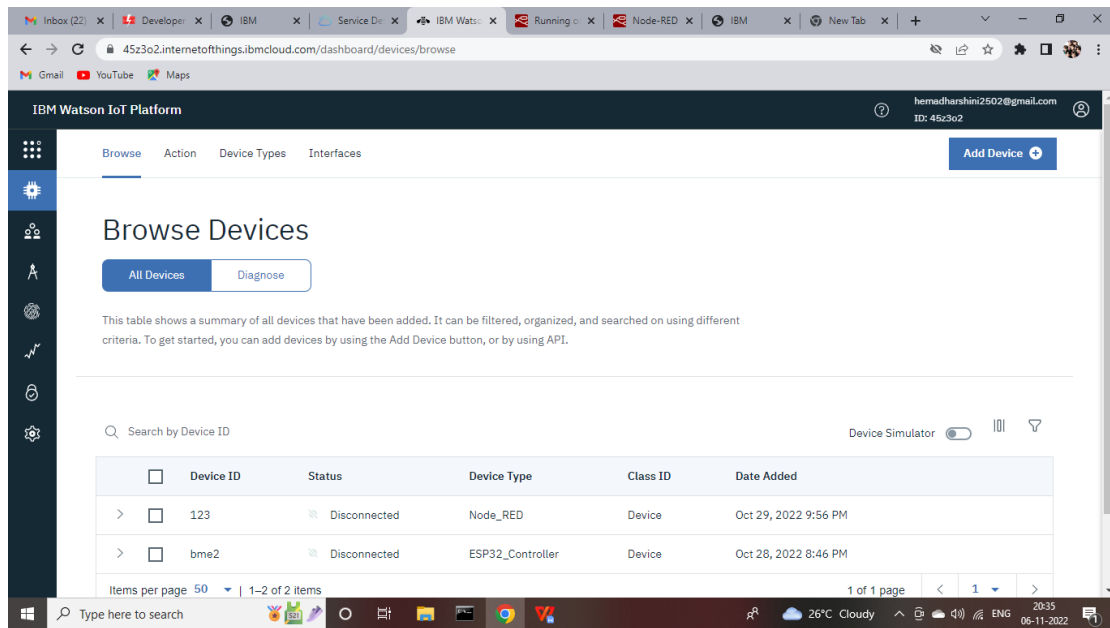 Inbox (22)
Developer
IBM
Service De
IBM Watso
Running o
Node-RED
IBM
New Tab
45z3o2.internetofthings.ibmcloud.com/dashboard/devices/browse
Gmail YouTube Maps
IBM Watson IoT Platform
hemadharshini2502@gmail.com
ID: 45z3o2
Browse Action Device Types Interfaces
Add Device
Browse Devices
All Devices Diagnose
This table shows a summary of all devices that have been added. It can be filtered, organized, and searched on using different
criteria. To get started, you can add devices by using the Add Device button, or by using API.
Search by Device ID
Device Simulator
Device ID Status Device Type Class ID Date Added
123 Disconnected Node_RED Device Oct 29, 2022 9:56 PM
bme2 Disconnected ESP32_Controller Device Oct 28, 2022 8:46 PM
Items per page 50 | 1–2 of 2 items 1 of 1 page 1
Type here to search
26°C Cloudy
ENG
20:35
06-11-2022